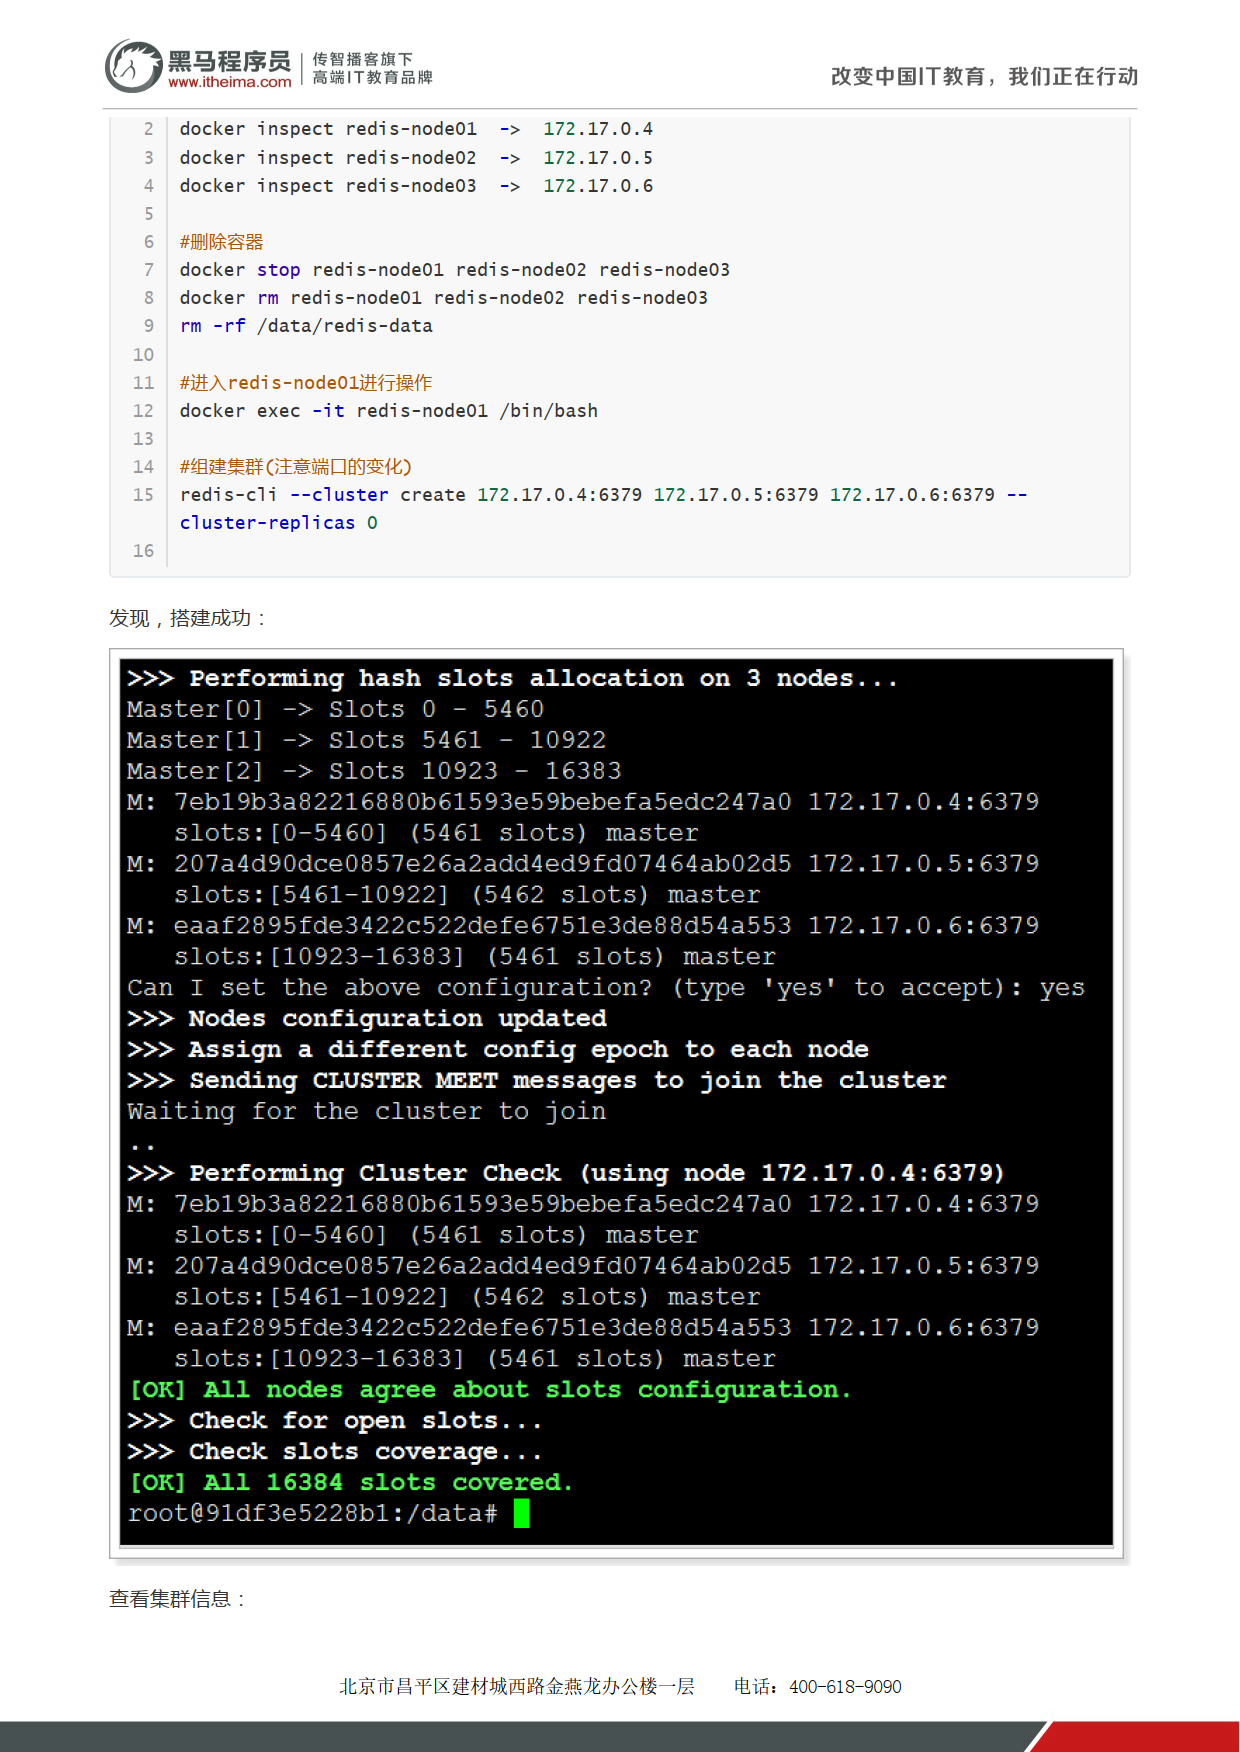 黑马程序员
www.itheima.com
传智播客旗下
高端IT教育品牌
改变中国IT教育，我们正在行动
2 docker inspect redis-node01  ->  172.17.0.4
3 docker inspect redis-node02  ->  172.17.0.5
4 docker inspect redis-node03  ->  172.17.0.6
5
6 #删除容器
7 docker stop redis-node01 redis-node02 redis-node03
8 docker rm redis-node01 redis-node02 redis-node03
9 rm -rf /data/redis-data
10
11 #进入redis-node01进行操作
12 docker exec -it redis-node01 /bin/bash
13
14 #组建集群(注意端口的变化)
15 redis-cli --cluster create 172.17.0.4:6379 172.17.0.5:6379 172.17.0.6:6379 --
cluster-replicas 0
16
发现，搭建成功：
>>> Performing hash slots allocation on 3 nodes...
Master[0] -> Slots 0 - 5460
Master[1] -> Slots 5461 - 10922
Master[2] -> Slots 10923 - 16383
M: 7eb19b3a82216880b61593e59bebefa5edc247a0 172.17.0.4:6379
   slots:[0-5460] (5461 slots) master
M: 207a4d90dce0857e26a2add4ed9fd07464ab02d5 172.17.0.5:6379
   slots:[5461-10922] (5462 slots) master
M: eaaf2895fde3422c522defe6751e3de88d54a553 172.17.0.6:6379
   slots:[10923-16383] (5461 slots) master
Can I set the above configuration? (type 'yes' to accept): yes
>>> Nodes configuration updated
>>> Assign a different config epoch to each node
>>> Sending CLUSTER MEET messages to join the cluster
Waiting for the cluster to join
..
>>> Performing Cluster Check (using node 172.17.0.4:6379)
M: 7eb19b3a82216880b61593e59bebefa5edc247a0 172.17.0.4:6379
   slots:[0-5460] (5461 slots) master
M: 207a4d90dce0857e26a2add4ed9fd07464ab02d5 172.17.0.5:6379
   slots:[5461-10922] (5462 slots) master
M: eaaf2895fde3422c522defe6751e3de88d54a553 172.17.0.6:6379
   slots:[10923-16383] (5461 slots) master
[OK] All nodes agree about slots configuration.
>>> Check for open slots...
>>> Check slots coverage...
[OK] All 16384 slots covered.
root@91df3e5228b1:/data#
查看集群信息：
北京市昌平区建材城西路金燕龙办公楼一层    电话：400-618-9090